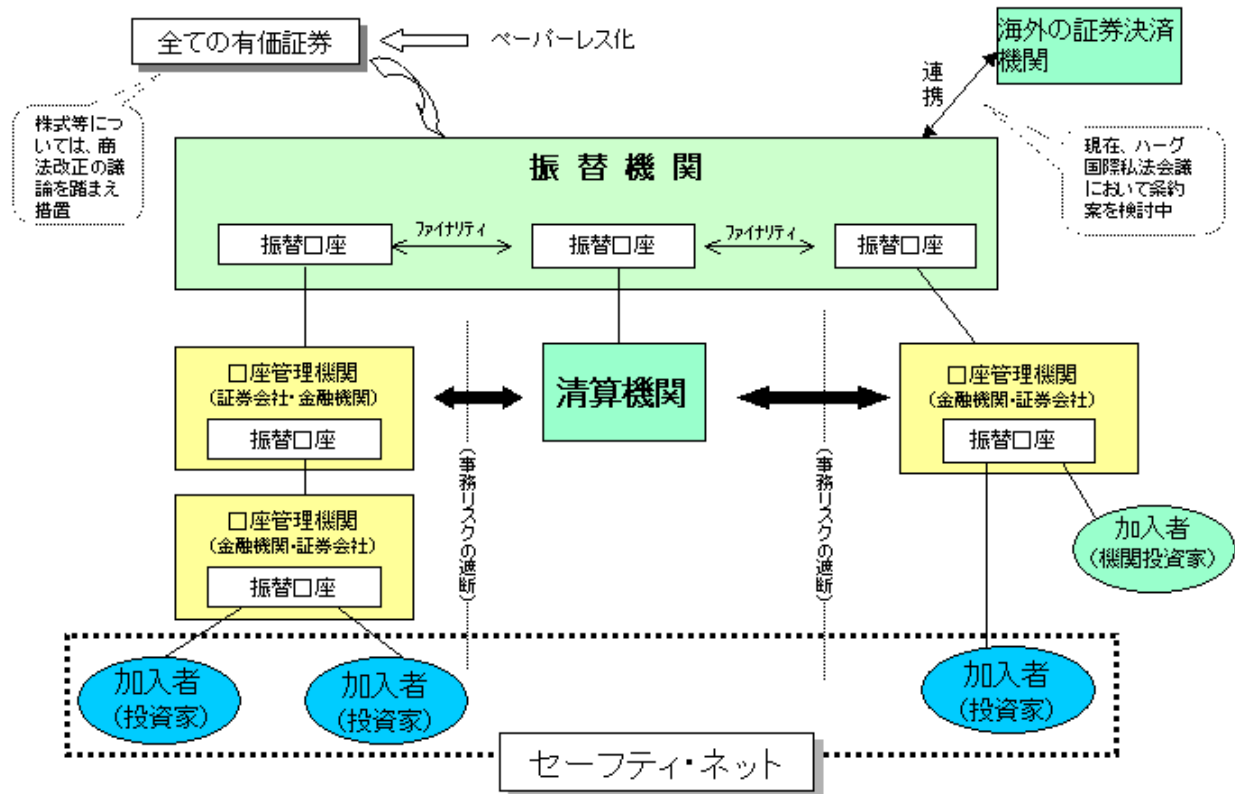 全ての有価証券
ペーパーレス化
海外の証券決済
機関
連
携
株式等につ
いては、商
法改正の議
論を踏まえ
措置
現在、ハーグ
国際私法会議
において条約
案を検討中
振替機関
振替口座
ファイナリティ
振替口座
ファイナリティ
振替口座
口座管理機関
(証券会社・金融機関)
振替口座
清算機関
口座管理機関
(金融機関・証券会社)
振替口座
(事務リスクの遮断)
(事務リスクの遮断)
口座管理機関
(金融機関・証券会社)
振替口座
加入者
(機関投資家)
加入者
(投資家)
加入者
(投資家)
加入者
(投資家)
セーフティ・ネット